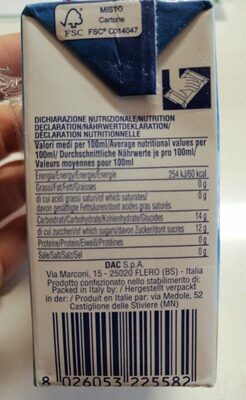 MISTO
Cartone
FSC® C014047
FSC
DICHIARAZIONE NUTRIZIONALE/NUTRITION
DECLARATION/NÄHRWERTDEKLARATION/
DÉCLARATION NUTRITIONNELLE
Valori medi per 100ml/Average nutritional values per
100ml/ Durchschnittliche Nährwerte je pro 100ml/
Valeurs moyennes pour 100ml
Energia/Energy/Energie/Énergie 254 kJ/60 kcal
Grassi/Fat/Fett/Graisses 0g
di cui acidi grassi saturi/of which saturates/ 0g
davon gesättigte Fettsäuren/dont acides gras saturés
Carboidrati/Carbohydrate/Kohlenhydrate/Glucides 14g
di cui zuccheri/of which sugars/davon Zucker/dont sucres 12g
Proteine/Protein/Eiweiß/Protéines 0g
Sale/Salt/Salz/Sel 0g
DAC S.p.A.
Via Marconi, 15 - 25020 FLERO (BS) - Italia
Prodotto confezionato nello stabilimento di:
Packed in Italy by: / Hergestellt verpackt
in der / Produit en Italie par: via Medole, 52
Castiglione delle Stiviere (MN)
8 026053 225582